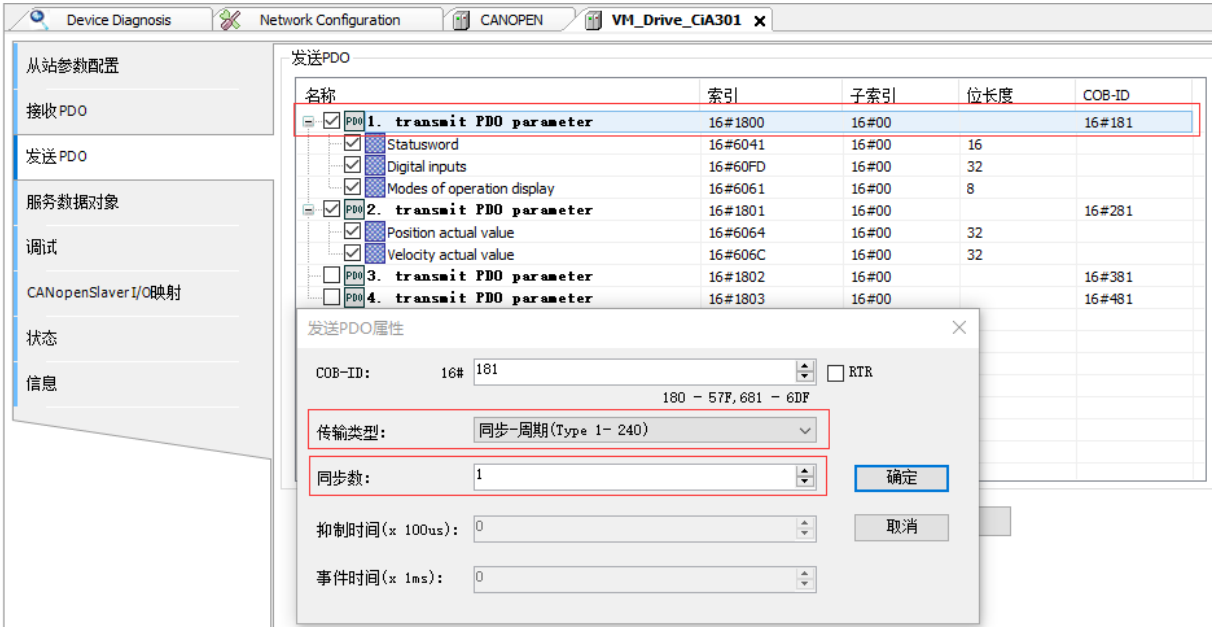 Device Diagnosis Network Configuration CANOPEN VM_Drive_CiA301 x
从站参数配置
接收PDO
发送PDO
服务数据对象
调试
CANopenSlaver I/O映射
状态
信息
发送PDO
名称 索引 子索引 位长度 COB-ID
PDO 1. transmit PDO parameter 16#1800 16#00 16#181
Statusword 16#6041 16#00 16
Digital inputs 16#60FD 16#00 32
Modes of operation display 16#6061 16#00 8
PDO 2. transmit PDO parameter 16#1801 16#00 16#281
Position actual value 16#6064 16#00 32
Velocity actual value 16#606C 16#00 32
PDO 3. transmit PDO parameter 16#1802 16#00 16#381
PDO 4. transmit PDO parameter 16#1803 16#00 16#481
发送PDO属性
COB-ID: 16# 181 RTR
180 - 57F,681 - 6DF
传输类型: 同步-周期(Type 1- 240)
同步数: 1 确定
抑制时间(x 100us): 0 取消
事件时间(x 1ms): 0